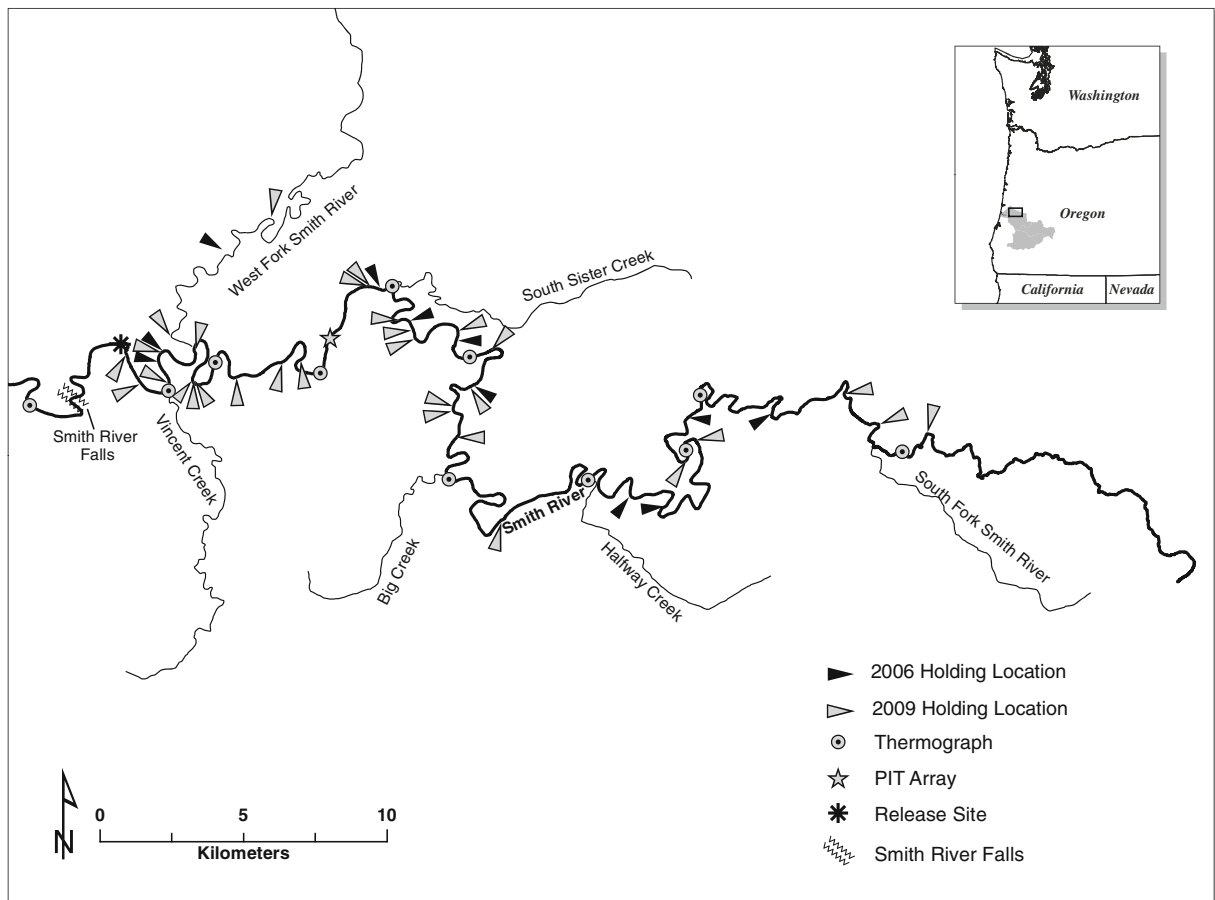 Washington
Oregon
California
Nevada
West Fork Smith River
South Sister Creek
Smith River
Falls
Vincent Creek
Big Creek
Smith River
Halfway Creek
South Fork Smith River
2006 Holding Location
2009 Holding Location
Thermograph
PIT Array
Release Site
Smith River Falls
N
0
5
10
Kilometers